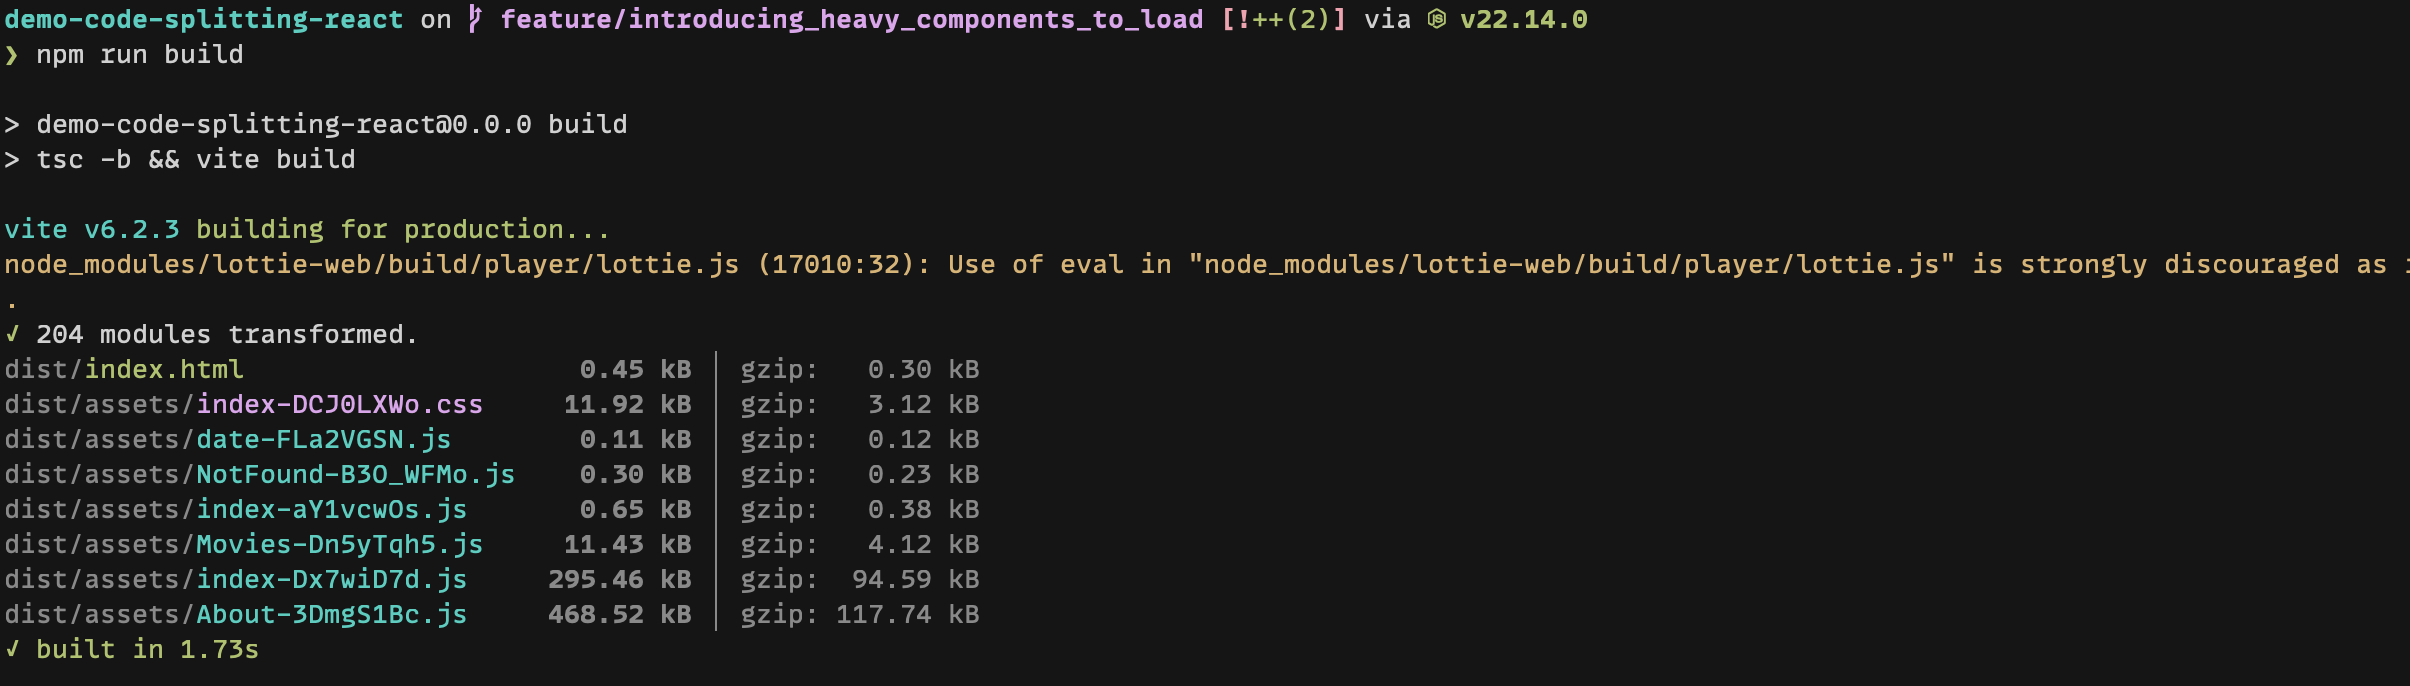 demo-code-splitting-react on feature/introducing_heavy_components_to_load [!++(2)] via v22.14.0
❯ npm run build
> demo-code-splitting-react@0.0.0 build
> tsc -b && vite build
vite v6.2.3 building for production...
node_modules/lottie-web/build/player/lottie.js (17010:32): Use of eval in "node_modules/lottie-web/build/player/lottie.js" is strongly discouraged as
.
✓ 204 modules transformed.
dist/index.html 0.45 kB │ gzip: 0.30 kB
dist/assets/index-DCJ0LXWo.css 11.92 kB │ gzip: 3.12 kB
dist/assets/date-FLa2VGSN.js 0.11 kB │ gzip: 0.12 kB
dist/assets/NotFound-B3O_WFMo.js 0.30 kB │ gzip: 0.23 kB
dist/assets/index-aY1vcwOs.js 0.65 kB │ gzip: 0.38 kB
dist/assets/Movies-Dn5yTqh5.js 11.43 kB │ gzip: 4.12 kB
dist/assets/index-Dx7wiD7d.js 295.46 kB │ gzip: 94.59 kB
dist/assets/About-3DmgS1Bc.js 468.52 kB │ gzip: 117.74 kB
✓ built in 1.73s